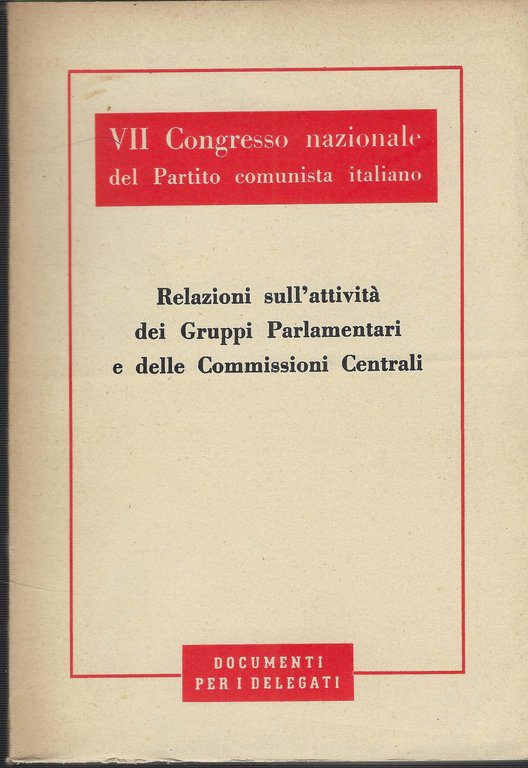 VII Congresso nazionale
del Partito comunista italiano
Relazioni sull'attività
dei Gruppi Parlamentari
e delle Commissioni Centrali
DOCUMENTI
PER I DELEGATI